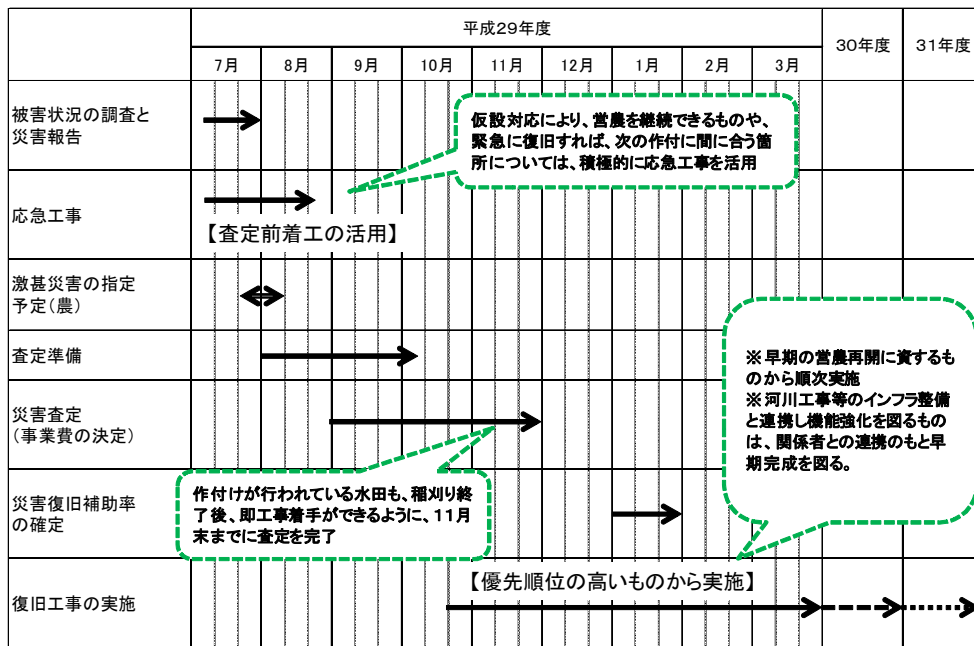 平成29年度
30年度
31年度
7月
8月
9月
10月
11月
12月
1月
2月
3月
被害状況の調査と
災害報告
仮設対応により、営農を継続できるものや、
緊急に復旧すれば、次の作付に間に合う箇
所については、積極的に応急工事を活用
応急工事
【査定前着工の活用】
激甚災害の指定
予定(農)
査定準備
※早期の営農再開に資するも
のから順次実施
※河川工事等のインフラ整備
と連携し機能強化を図るもの
は、関係者との連携のもと早
期完成を図る。
災害査定
(事業費の決定)
作付けが行われている水田も、稲刈り終
了後、即工事着手ができるように、11月
末までに査定を完了
災害復旧補助率
の確定
【優先順位の高いものから実施】
復旧工事の実施